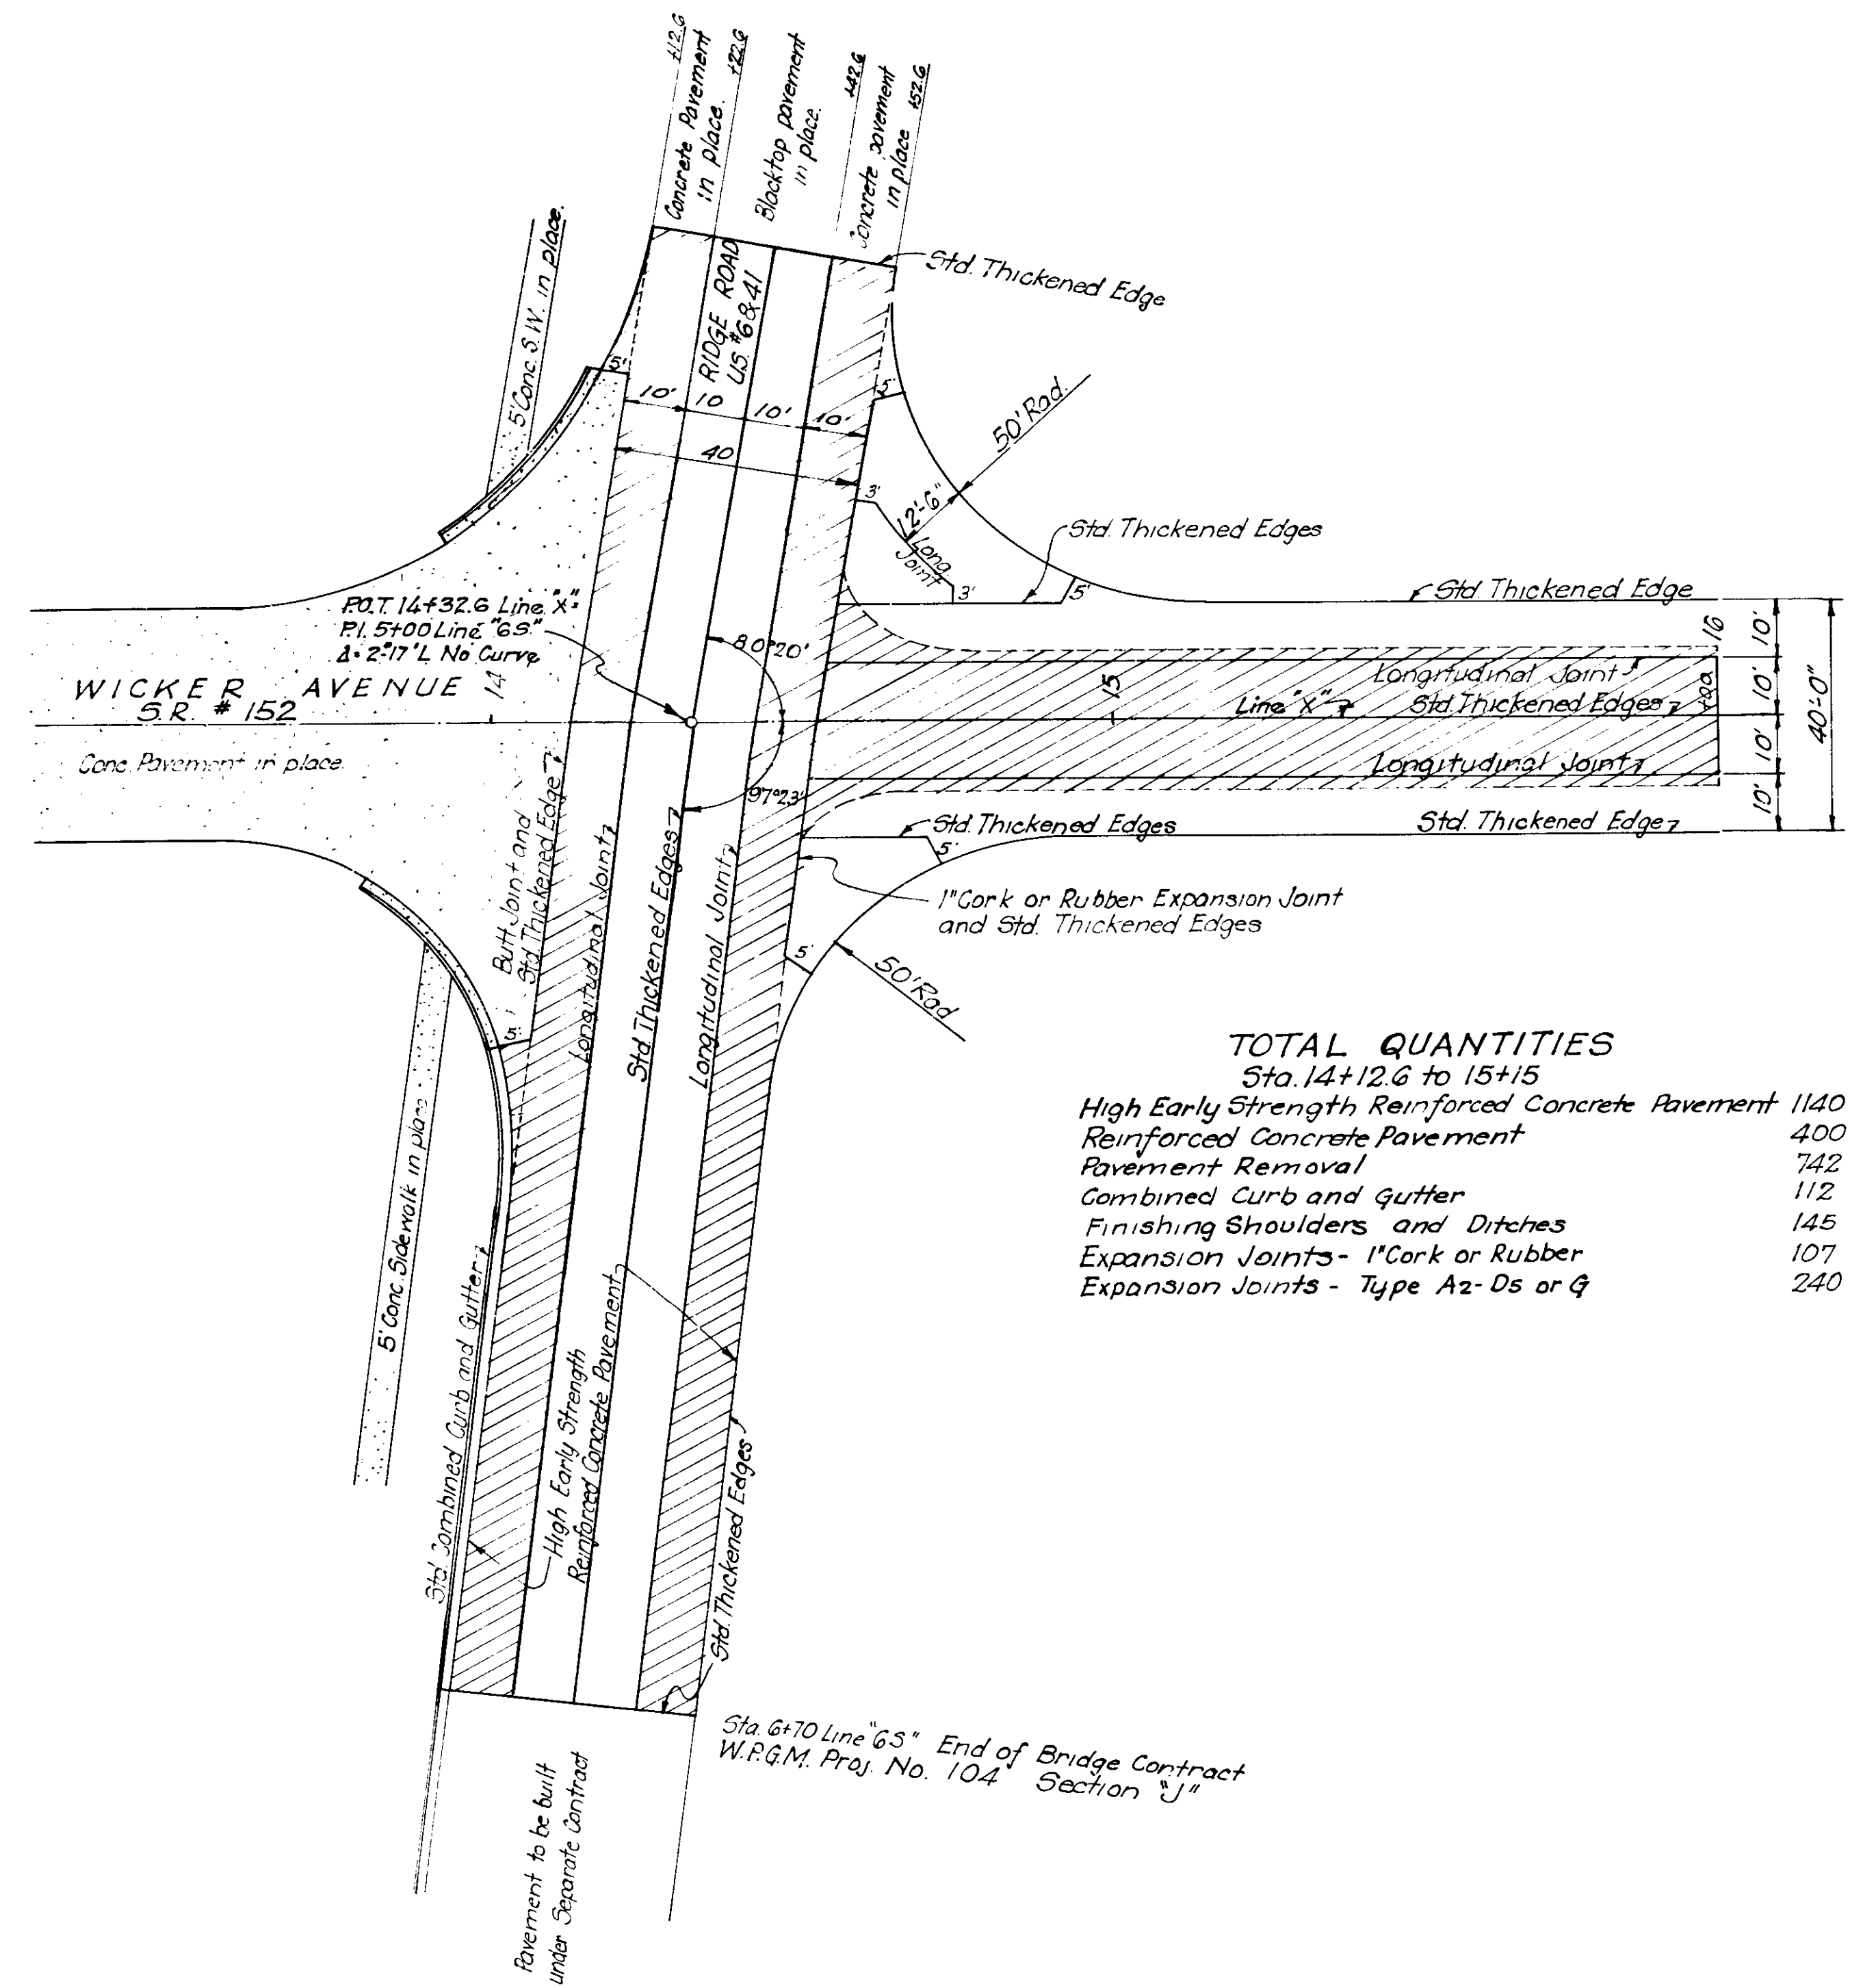 +12.6
Concrete Pavement
in place.
+22.6
Blacktop pavement
in place.
+42.6
Concrete pavement
in place
+52.6
Std. Thickened Edge
5' Conc. S.W. in place.
RIDGE ROAD
U.S. #6&41
5'
5'
10'
10
10'
10'
40
50' Rad.
3'
12'-6"
Long.
Joint
3'
5'
Std. Thickened Edges
Std. Thickened Edge
P.O.T. 14+32.6 Line "X"=
P.I. 5+00 Line "6S"
Δ= 2°17' L No Curve
80°20'
97°23'
WICKER AVENUE
S.R. # 152
14
Conc. Pavement in place.
15
16
+00
Longitudinal Joint
Line "X"
Std. Thickened Edges
Longitudinal Joint
10'
10'
10'
10'
40'-0"
Std. Thickened Edges
Std. Thickened Edge
5'
1" Cork or Rubber Expansion Joint
and Std. Thickened Edges
5'
50' Rad
Butt Joint and
Std. Thickened Edge
Longitudinal Joint
Std. Thickened Edges
Longitudinal Joint
5'
5' Conc. Sidewalk in place
Std. Combined Curb and Gutter
High Early Strength
Reinforced Concrete Pavement
Std. Thickened Edges
TOTAL QUANTITIES
Sta. 14+12.6 to 15+15
High Early Strength Reinforced Concrete Pavement 1140
Reinforced Concrete Pavement 400
Pavement Removal 742
Combined Curb and Gutter 112
Finishing Shoulders and Ditches 145
Expansion Joints - 1" Cork or Rubber 107
Expansion Joints - Type A2-D5 or G 240
Sta. 6+70 Line "6S" End of Bridge Contract
W.P.G.M. Proj. No. 104 Section "J"
Pavement to be built
under Separate Contract